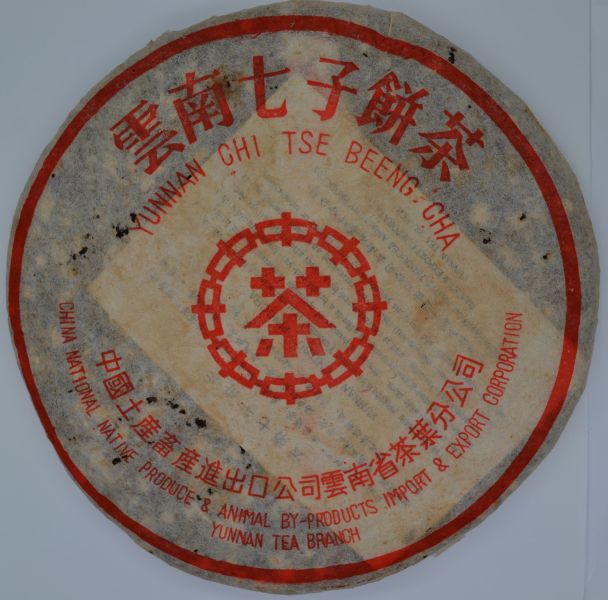 雲南七子餅茶
YUNNAN CHI TSE BEENG CHA
茶
中國土產畜產進出口公司雲南省茶葉分公司
CHINA NATIONAL NATIVE PRODUCE & ANIMAL BY-PRODUCTS IMPORT & EXPORT CORPORATION
YUNNAN TEA BRANCH